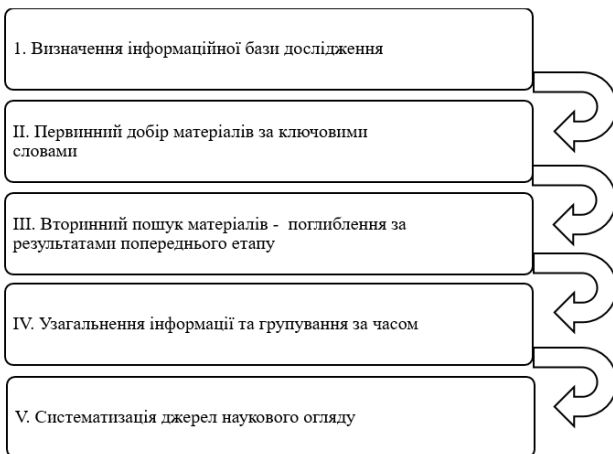 1. Визначення інформаційної бази дослідження
II. Первинний добір матеріалів за ключовими
словами
III. Вторинний пошук матеріалів - поглиблення за
результатами попереднього етапу
IV. Узагальнення інформації та групування за часом
V. Систематизація джерел наукового огляду